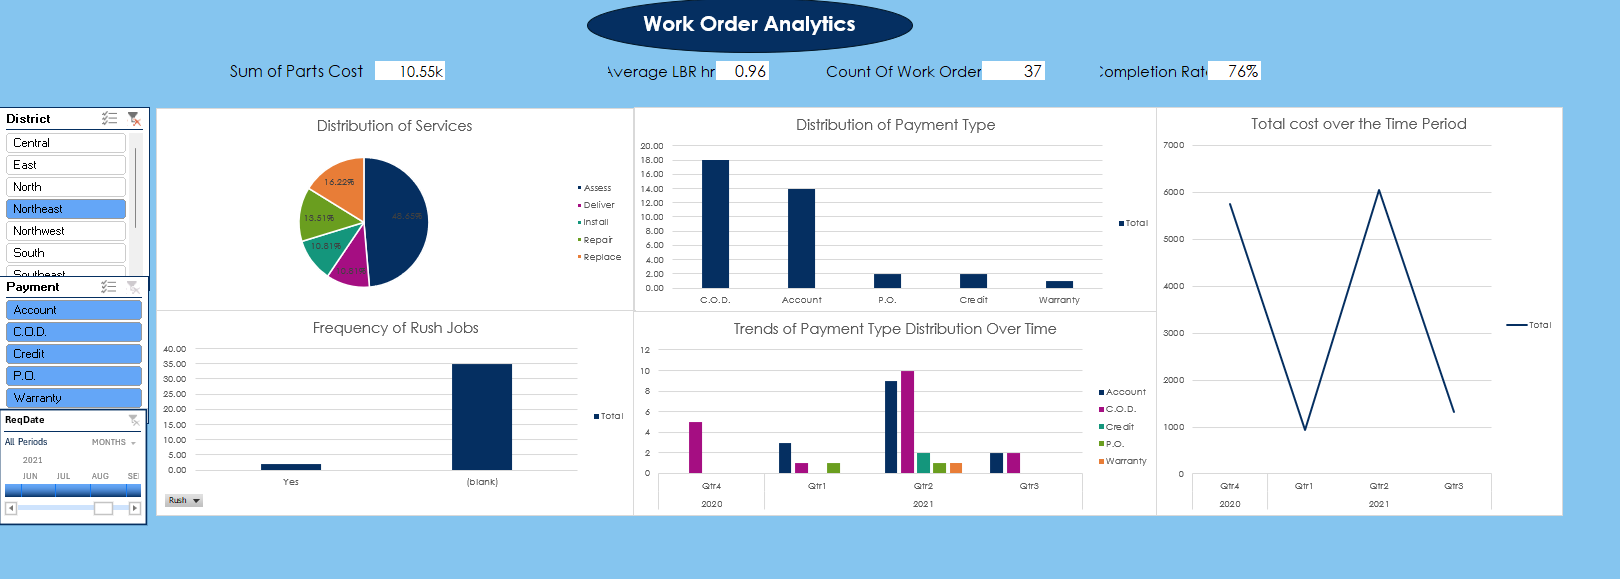 Work Order Analytics
Sum of Parts Cost 10.55k
Average LBR hr 0.96
Count Of Work Order 37
Completion Rate 76%
District
Central
East
North
Northeast
Northwest
South
Southeast
Payment
Account
C.O.D.
Credit
P.O.
Warranty
ReqDate
All Periods MONTHS
2021
JUN JUL AUG SE
Distribution of Services
16.22%
48.65%
13.51%
10.81%
10.81%
Assess
Deliver
Install
Repair
Replace
Distribution of Payment Type
20.00
18.00
16.00
14.00
12.00
10.00
8.00
6.00
4.00
2.00
0.00
C.O.D. Account P.O. Credit Warranty
Total
Total cost over the Time Period
7000
6000
5000
4000
3000
2000
1000
0
Qtr4 Qtr1 Qtr2 Qtr3
2020 2021
Total
Frequency of Rush Jobs
40.00
35.00
30.00
25.00
20.00
15.00
10.00
5.00
0.00
Yes (blank)
Total
Rush
Trends of Payment Type Distribution Over Time
12
10
8
6
4
2
0
Qtr4 Qtr1 Qtr2 Qtr3
2020 2021
Account
C.O.D.
Credit
P.O.
Warranty